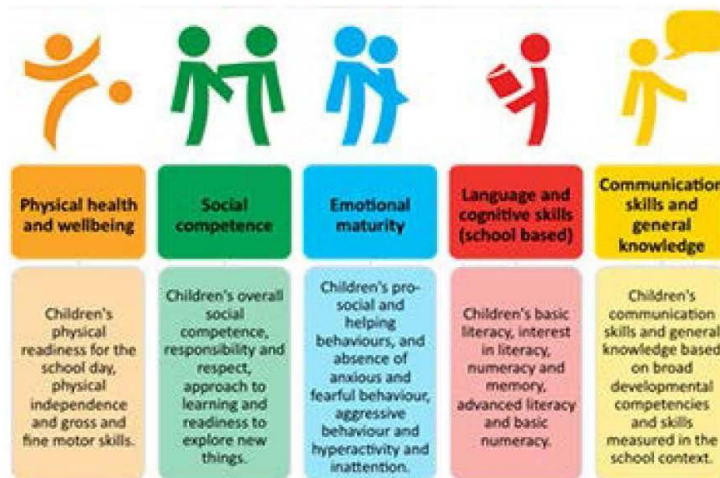 Physical health
and wellbeing
Social
competence
Emotional
maturity
Language and
cognitive skills
(school based)
Communication
skills and
general
knowledge
Children's
physical
readiness for the
school day,
physical
independence
and gross and
fine motor skills.
Children's overall
social
competence,
responsibility and
respect,
approach to
learning and
readiness to
explore new
things.
Children's pro-
social and
helping
behaviours, and
absence of
anxious and
fearful behaviour,
aggressive
behaviour and
hyperactivity and
inattention.
Children's basic
literacy, interest
in literacy,
numeracy and
memory,
advanced literacy
and basic
numeracy.
Children's
communication
skills and general
knowledge based
on broad
developmental
competencies
and skills
measured in the
school context.